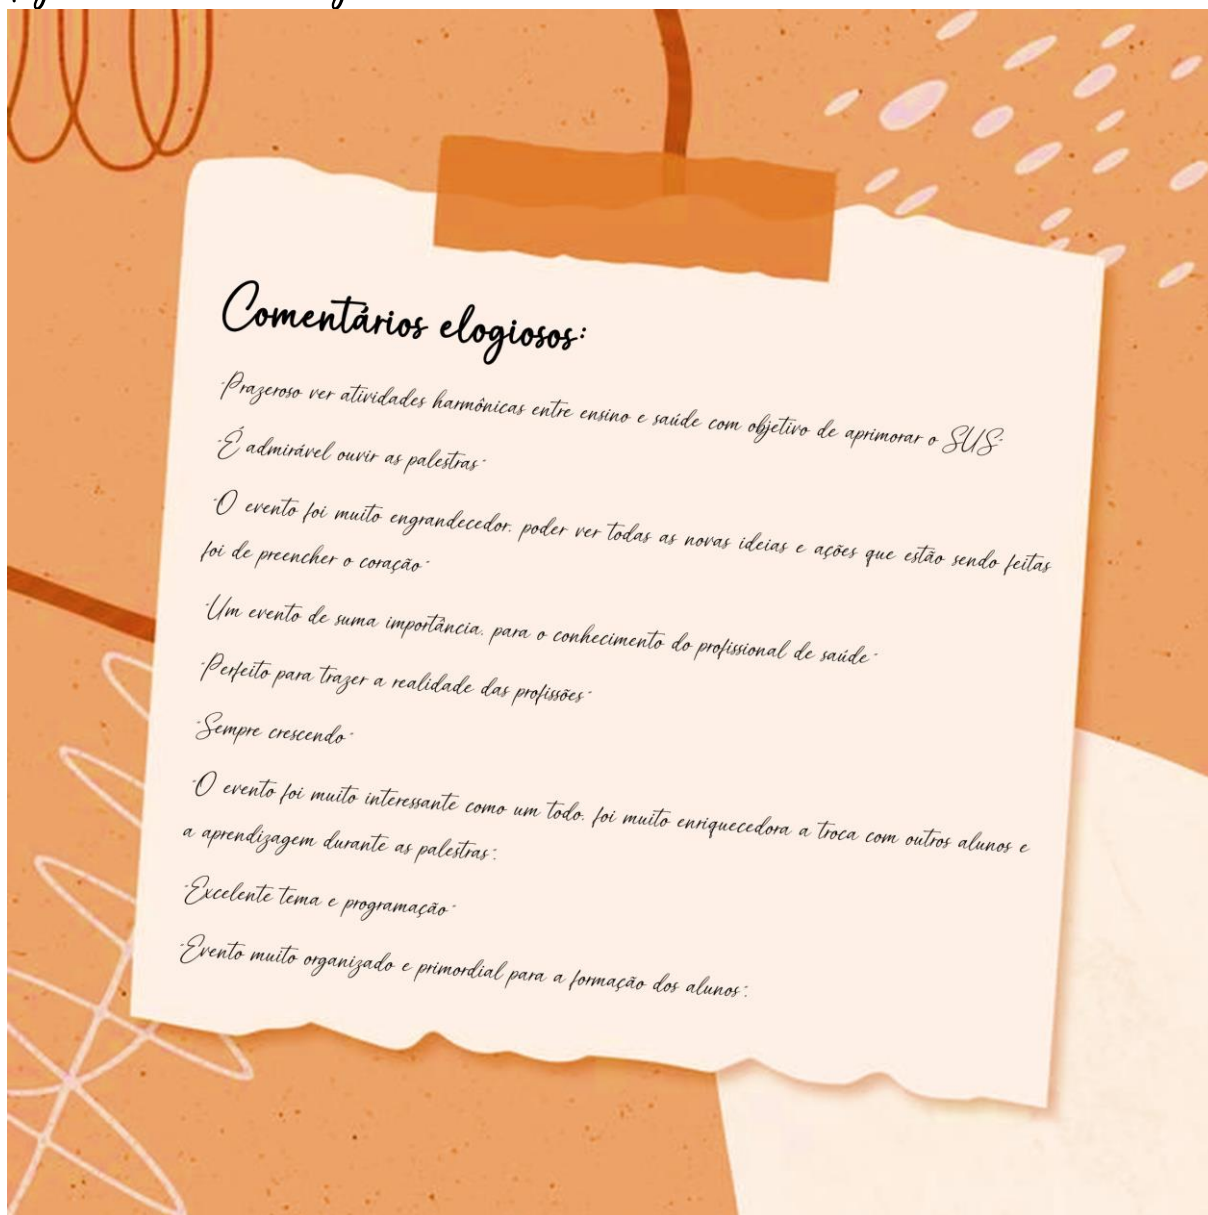 Comentários elogiosos:
"Prazeroso ver atividades harmônicas entre ensino e saúde com objetivo de aprimorar o SUS"
"É admirável ouvir as palestras"
"O evento foi muito engrandecedor, poder ver todas as novas ideias e ações que estão sendo feitas
foi de preencher o coração"
"Um evento de suma importância, para o conhecimento do profissional de saúde"
"Perfeito para trazer a realidade das profissões"
"Sempre crescendo"
"O evento foi muito interessante como um todo, foi muito enriquecedora a troca com outros alunos e
a aprendizagem durante as palestras";
"Excelente tema e programação"
"Evento muito organizado e primordial para a formação dos alunos";